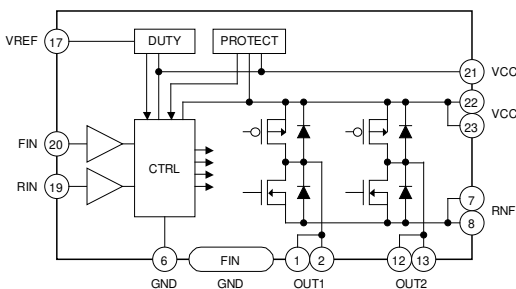 VREF 17 DUTY PROTECT
21 VCC
22 VCC
23
FIN 20
CTRL
RIN 19
7 RNF
8
6 FIN 1 2 12 13
GND GND OUT1 OUT2